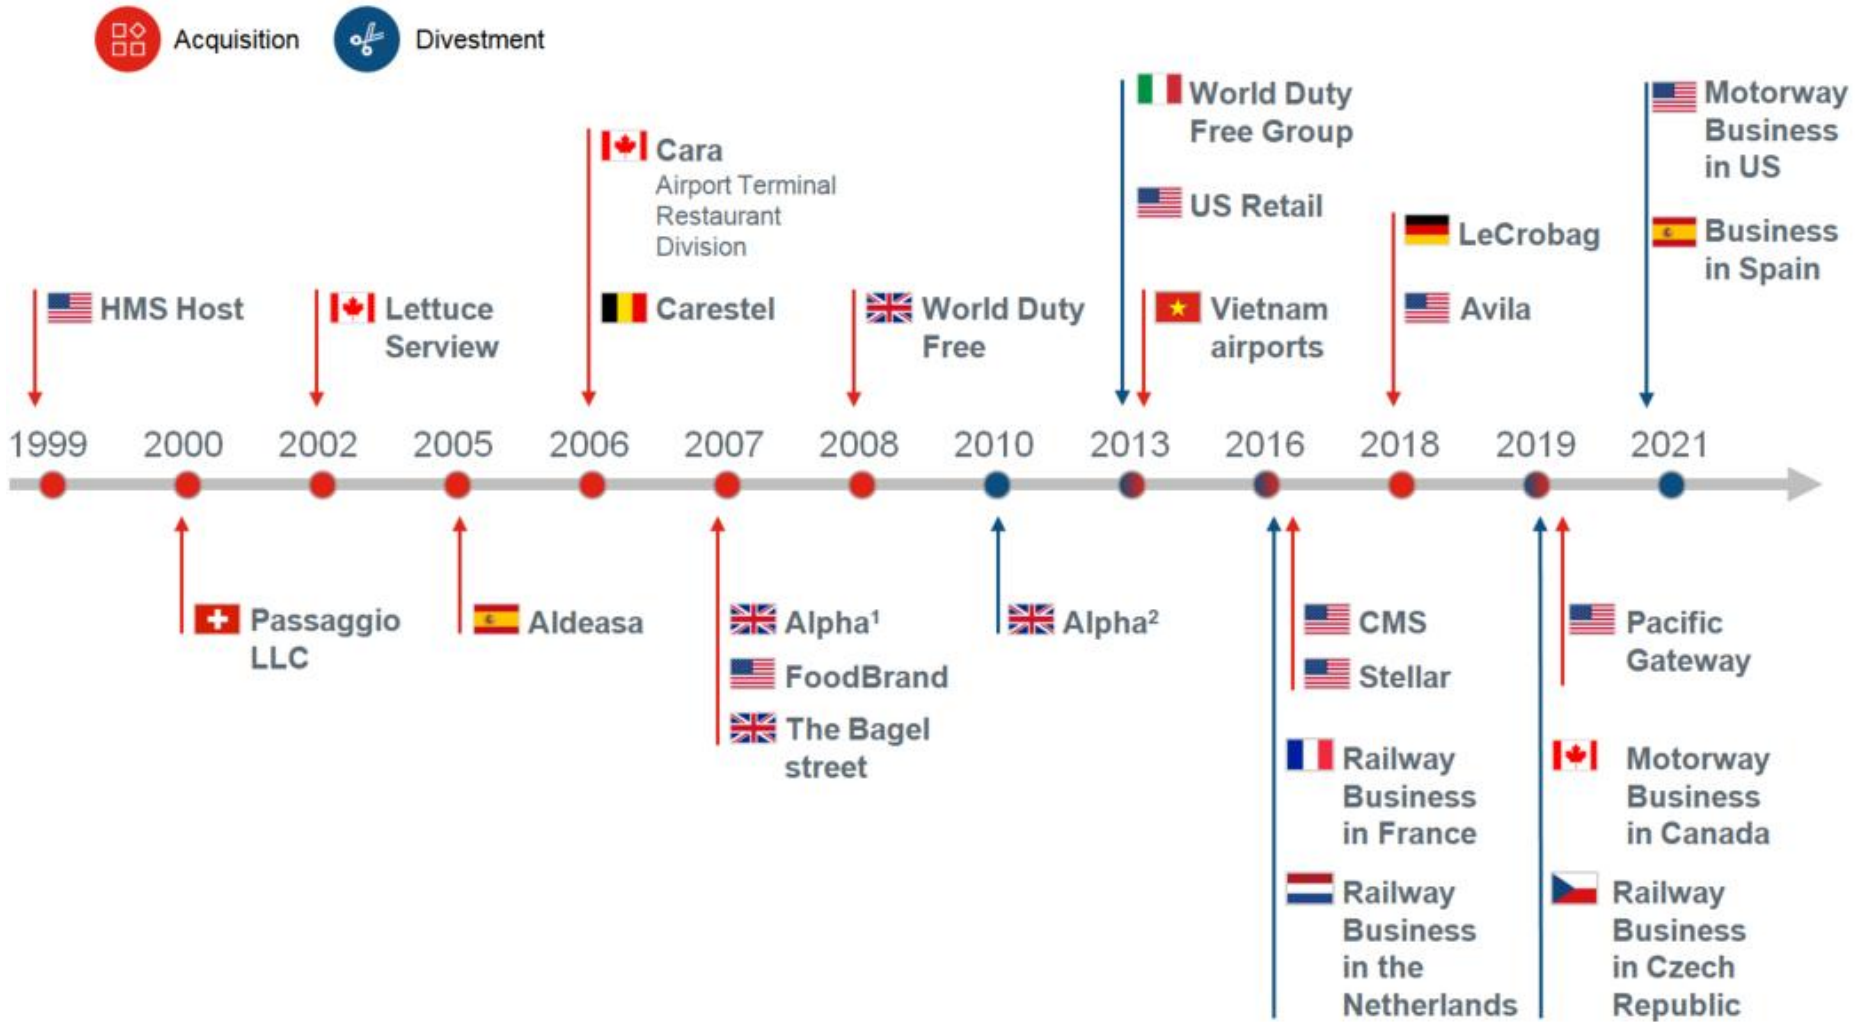 Acquisition
Divestment
World Duty
Free Group
US Retail
Motorway
Business
in US
Business
in Spain
Cara
Airport Terminal
Restaurant
Division
LeCrobag
HMS Host
Lettuce
Serview
Carestel
World Duty
Free
Vietnam
airports
Avila
1999 2000 2002 2005 2006 2007 2008 2010 2013 2016 2018 2019 2021
Passaggio
LLC
Aldeasa
Alpha¹
FoodBrand
The Bagel
street
Alpha²
CMS
Stellar
Railway
Business
in France
Railway
Business
in the
Netherlands
Pacific
Gateway
Motorway
Business
in Canada
Railway
Business
in Czech
Republic